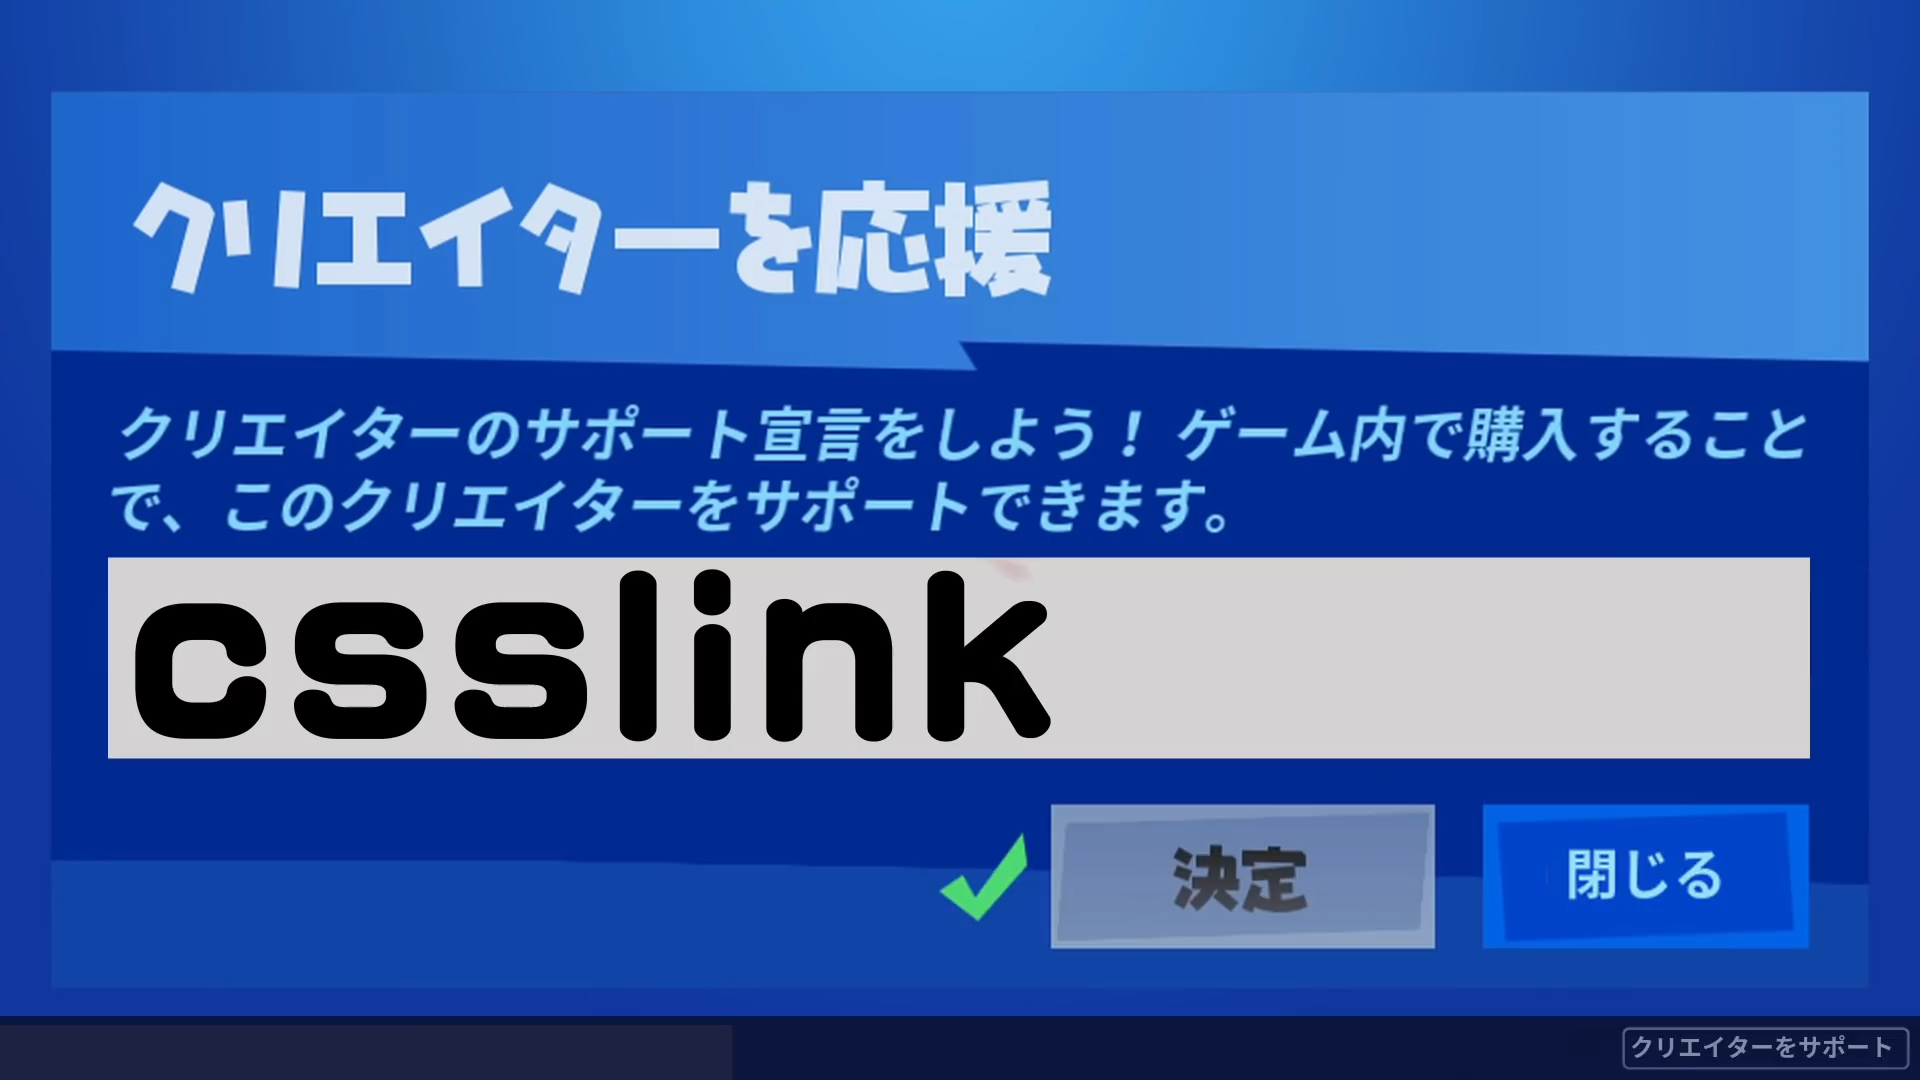 クリエイターを応援
クリエイターのサポート宣言をしよう！ ゲーム内で購入すること
で、このクリエイターをサポートできます。
csslink
決定
閉じる
クリエイターをサポート